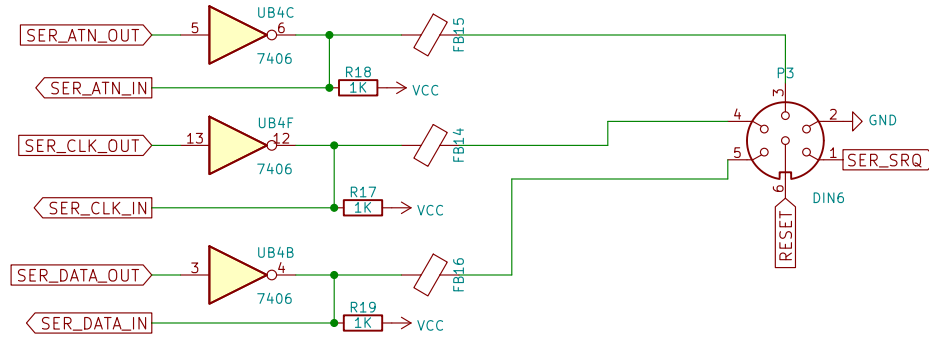 SER_ATN_OUT
5
UB4C
6
7406
FB15
SER_ATN_IN
R18
1K
VCC
P3
3
SER_CLK_OUT
13
UB4F
12
7406
FB14
4
2
GND
5
1
SER_SRQ
SER_CLK_IN
R17
1K
VCC
6
DIN6
RESET
SER_DATA_OUT
3
UB4B
4
7406
FB16
SER_DATA_IN
R19
1K
VCC